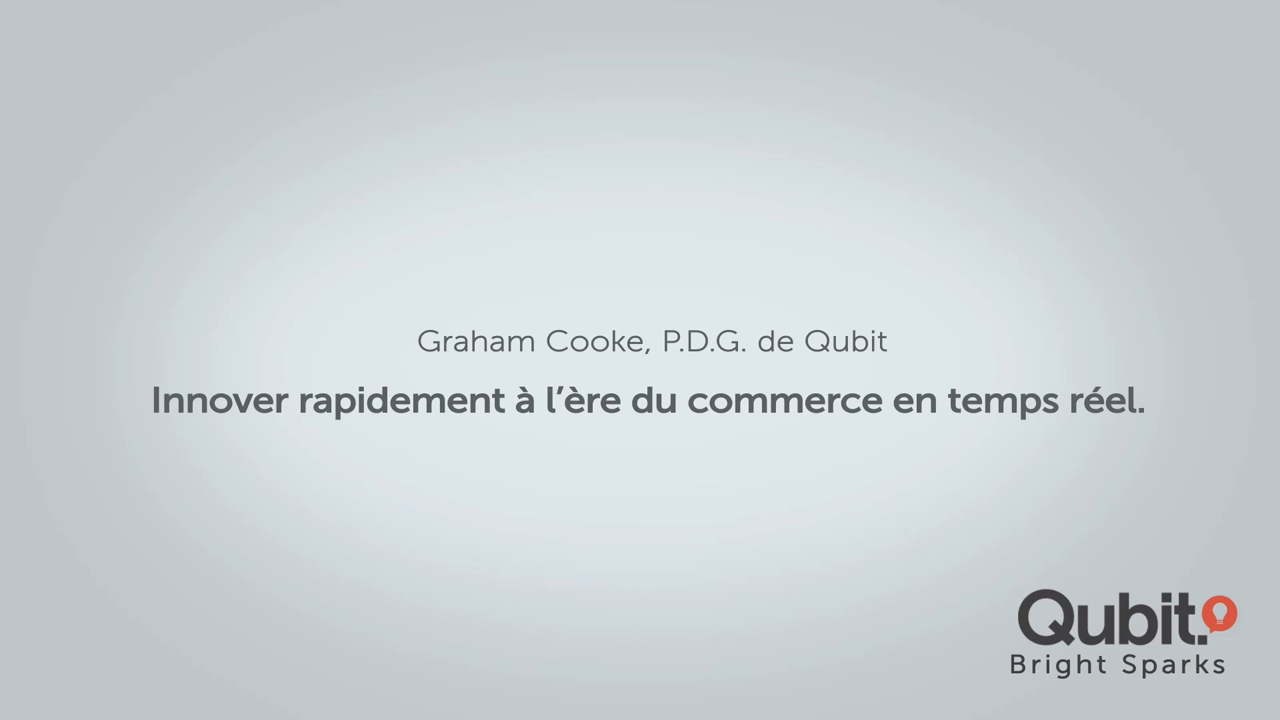 Graham Cooke, P.D.G. de Qubit
Innover rapidement à l’ère du commerce en temps réel.
Qubit.
Bright Sparks